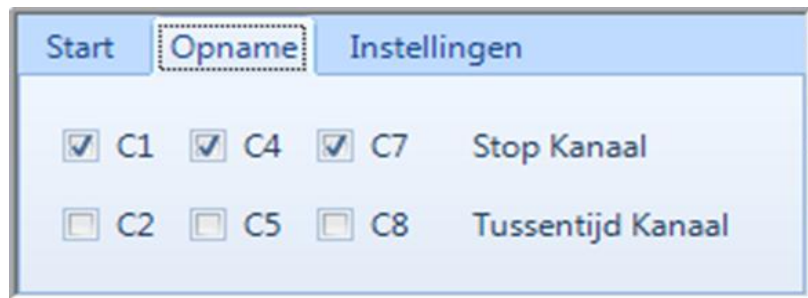 Start Opname Instellingen
C1 C4 C7 Stop Kanaal
C2 C5 C8 Tussentijd Kanaal